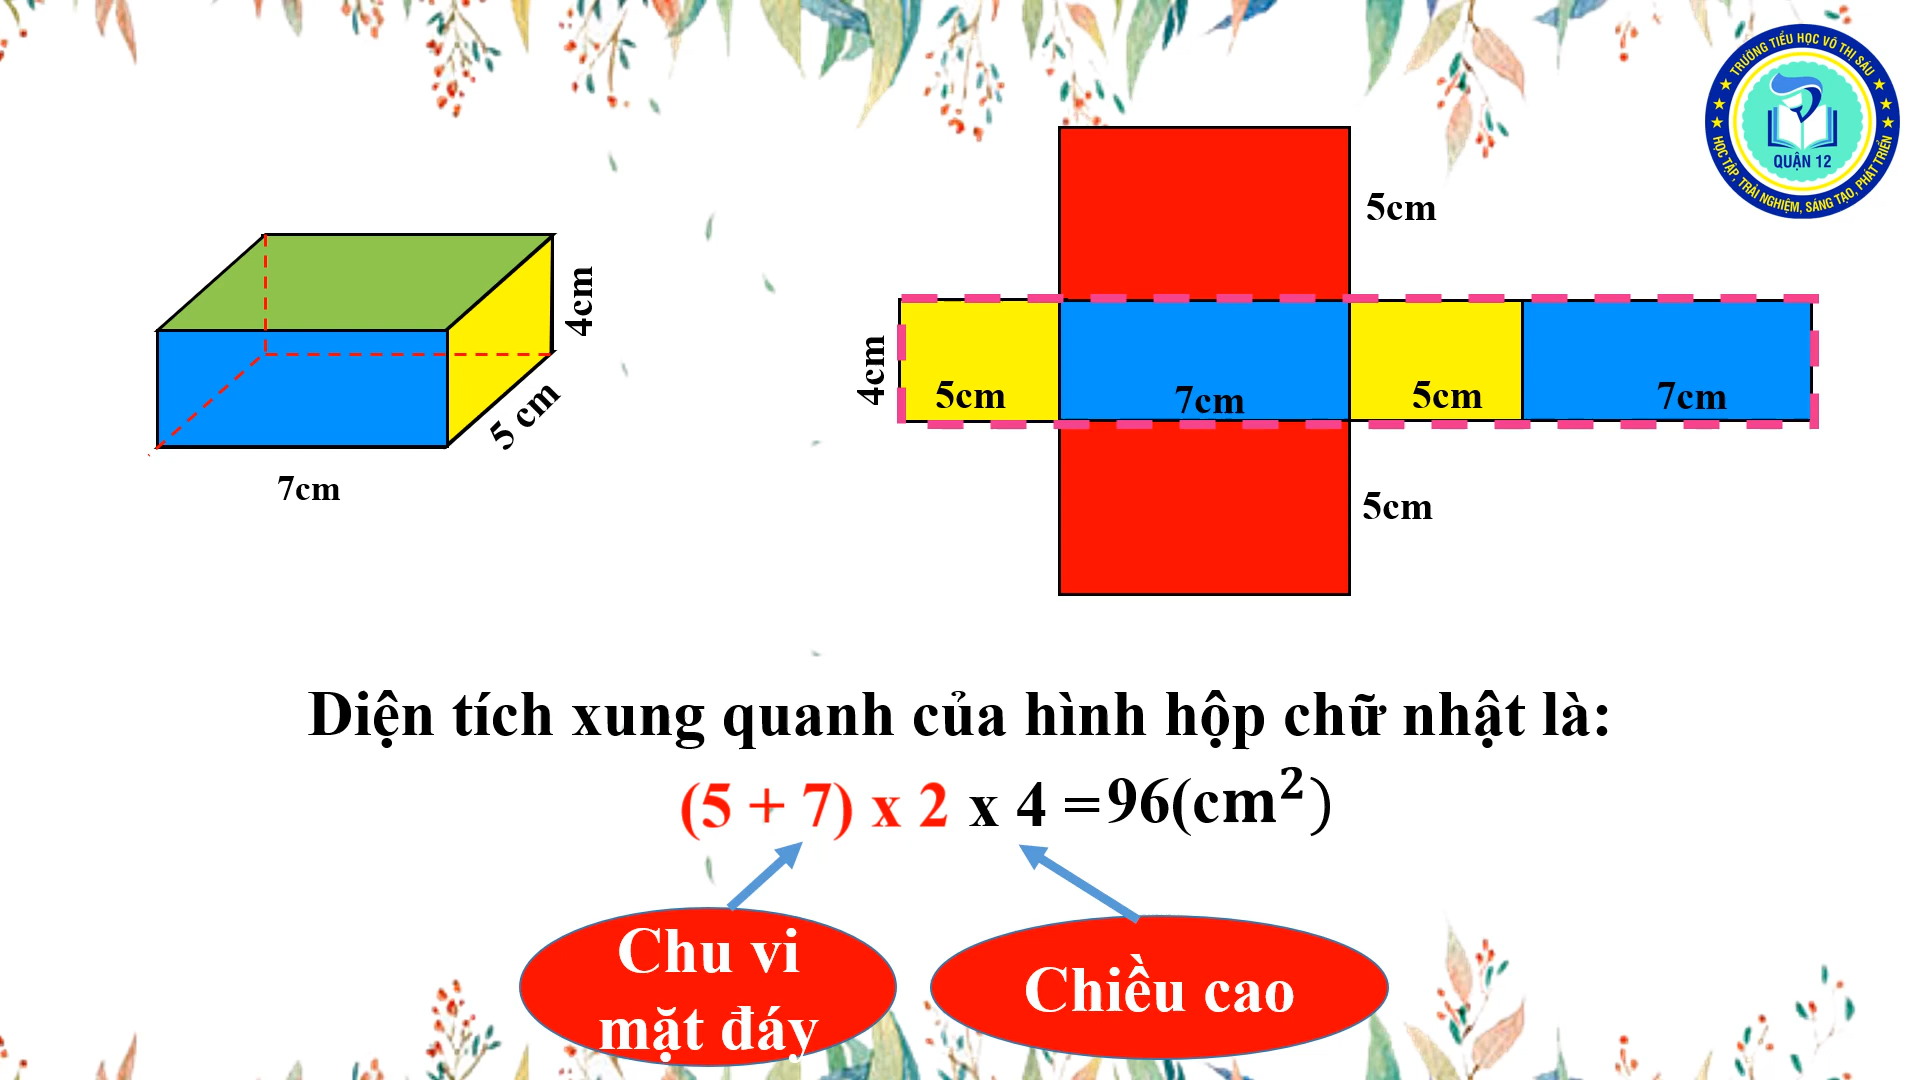 TRƯỜNG TIỂU HỌC VÕ THỊ SÁU
QUẬN 12
HỌC TẬP, TRẢI NGHIỆM, SÁNG TẠO, PHÁT TRIỂN
5cm
4cm
4cm
5cm
7cm
5cm
7cm
5 cm
7cm
5cm
Diện tích xung quanh của hình hộp chữ nhật là:
(5 + 7) x 2 x 4 =96(cm²)
Chu vi
mặt đáy
Chiều cao